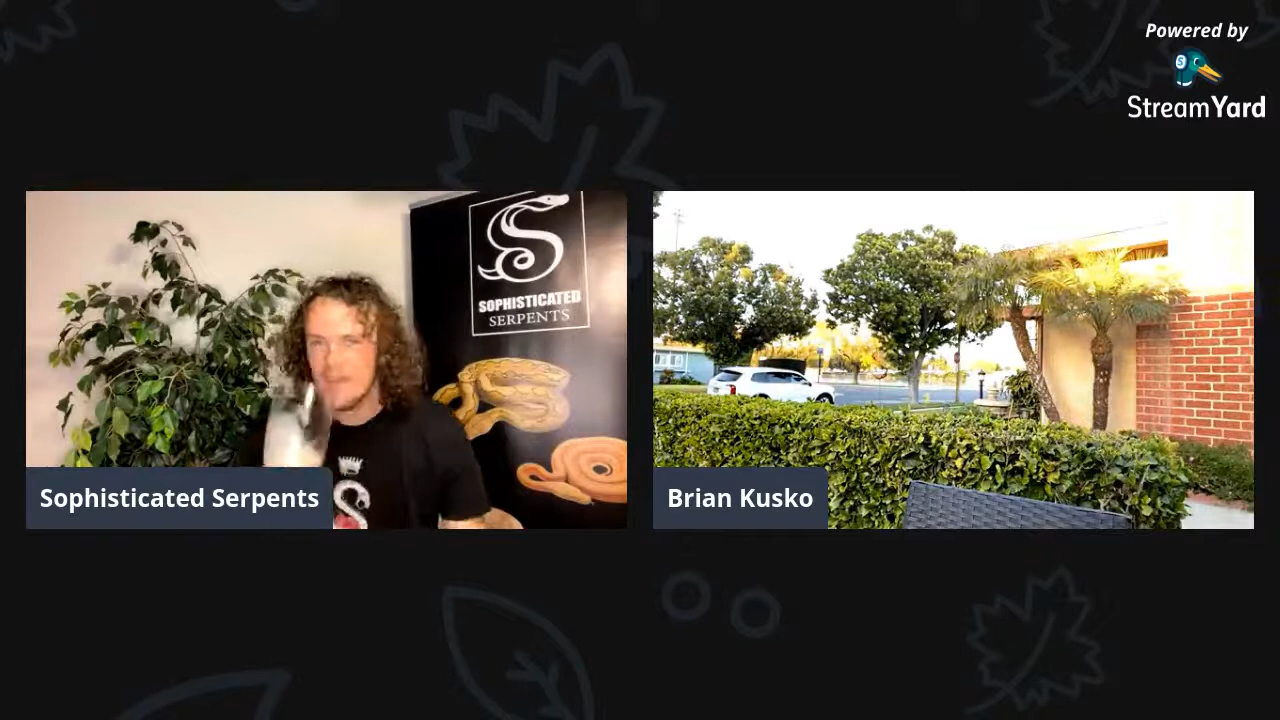 Powered by
StreamYard
SOPHISTICATED
SERPENTS
Sophisticated Serpents
Brian Kusko